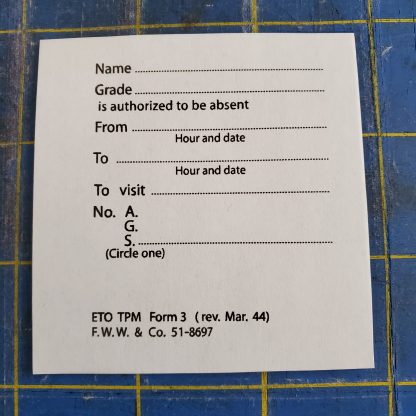 Name ........................................
Grade ........................................
is authorized to be absent
From ........................................
Hour and date
To ........................................
Hour and date
To visit ........................................
No. A.
G.
S. ........................................
(Circle one)
ETO TPM Form 3 (rev. Mar. 44)
F.W.W. & Co. 51-8697